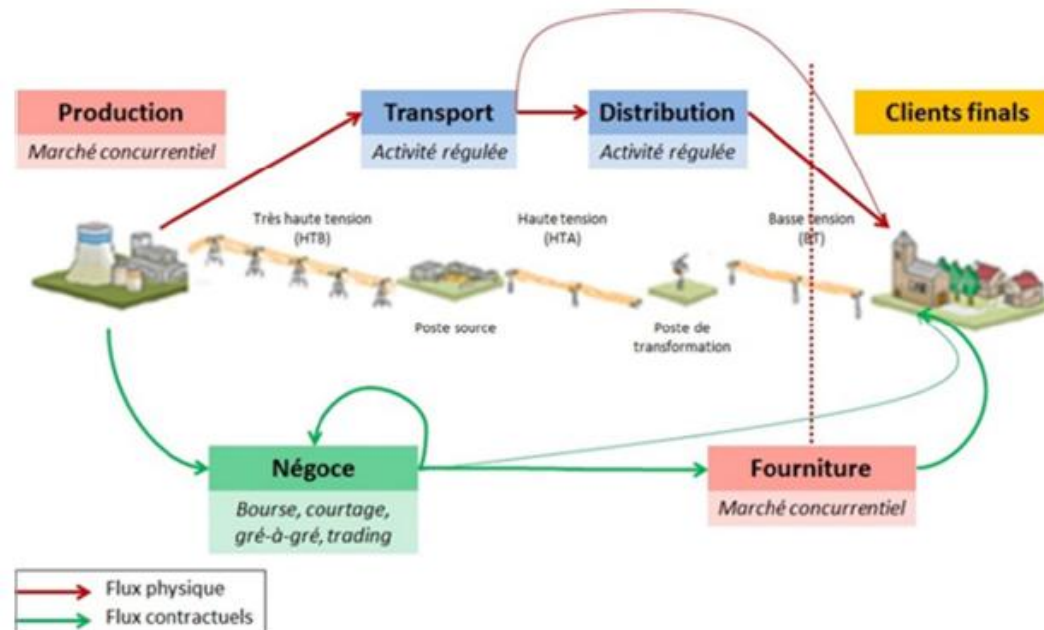 Production
Marché concurrentiel
Transport
Activité régulée
Distribution
Activité régulée
Clients finals
Très haute tension
(HTB)
Haute tension
(HTA)
Basse tension
(BT)
Poste source
Poste de
transformation
Négoce
Bourse, courtage,
gré-à-gré, trading
Fourniture
Marché concurrentiel
Flux physique
Flux contractuels